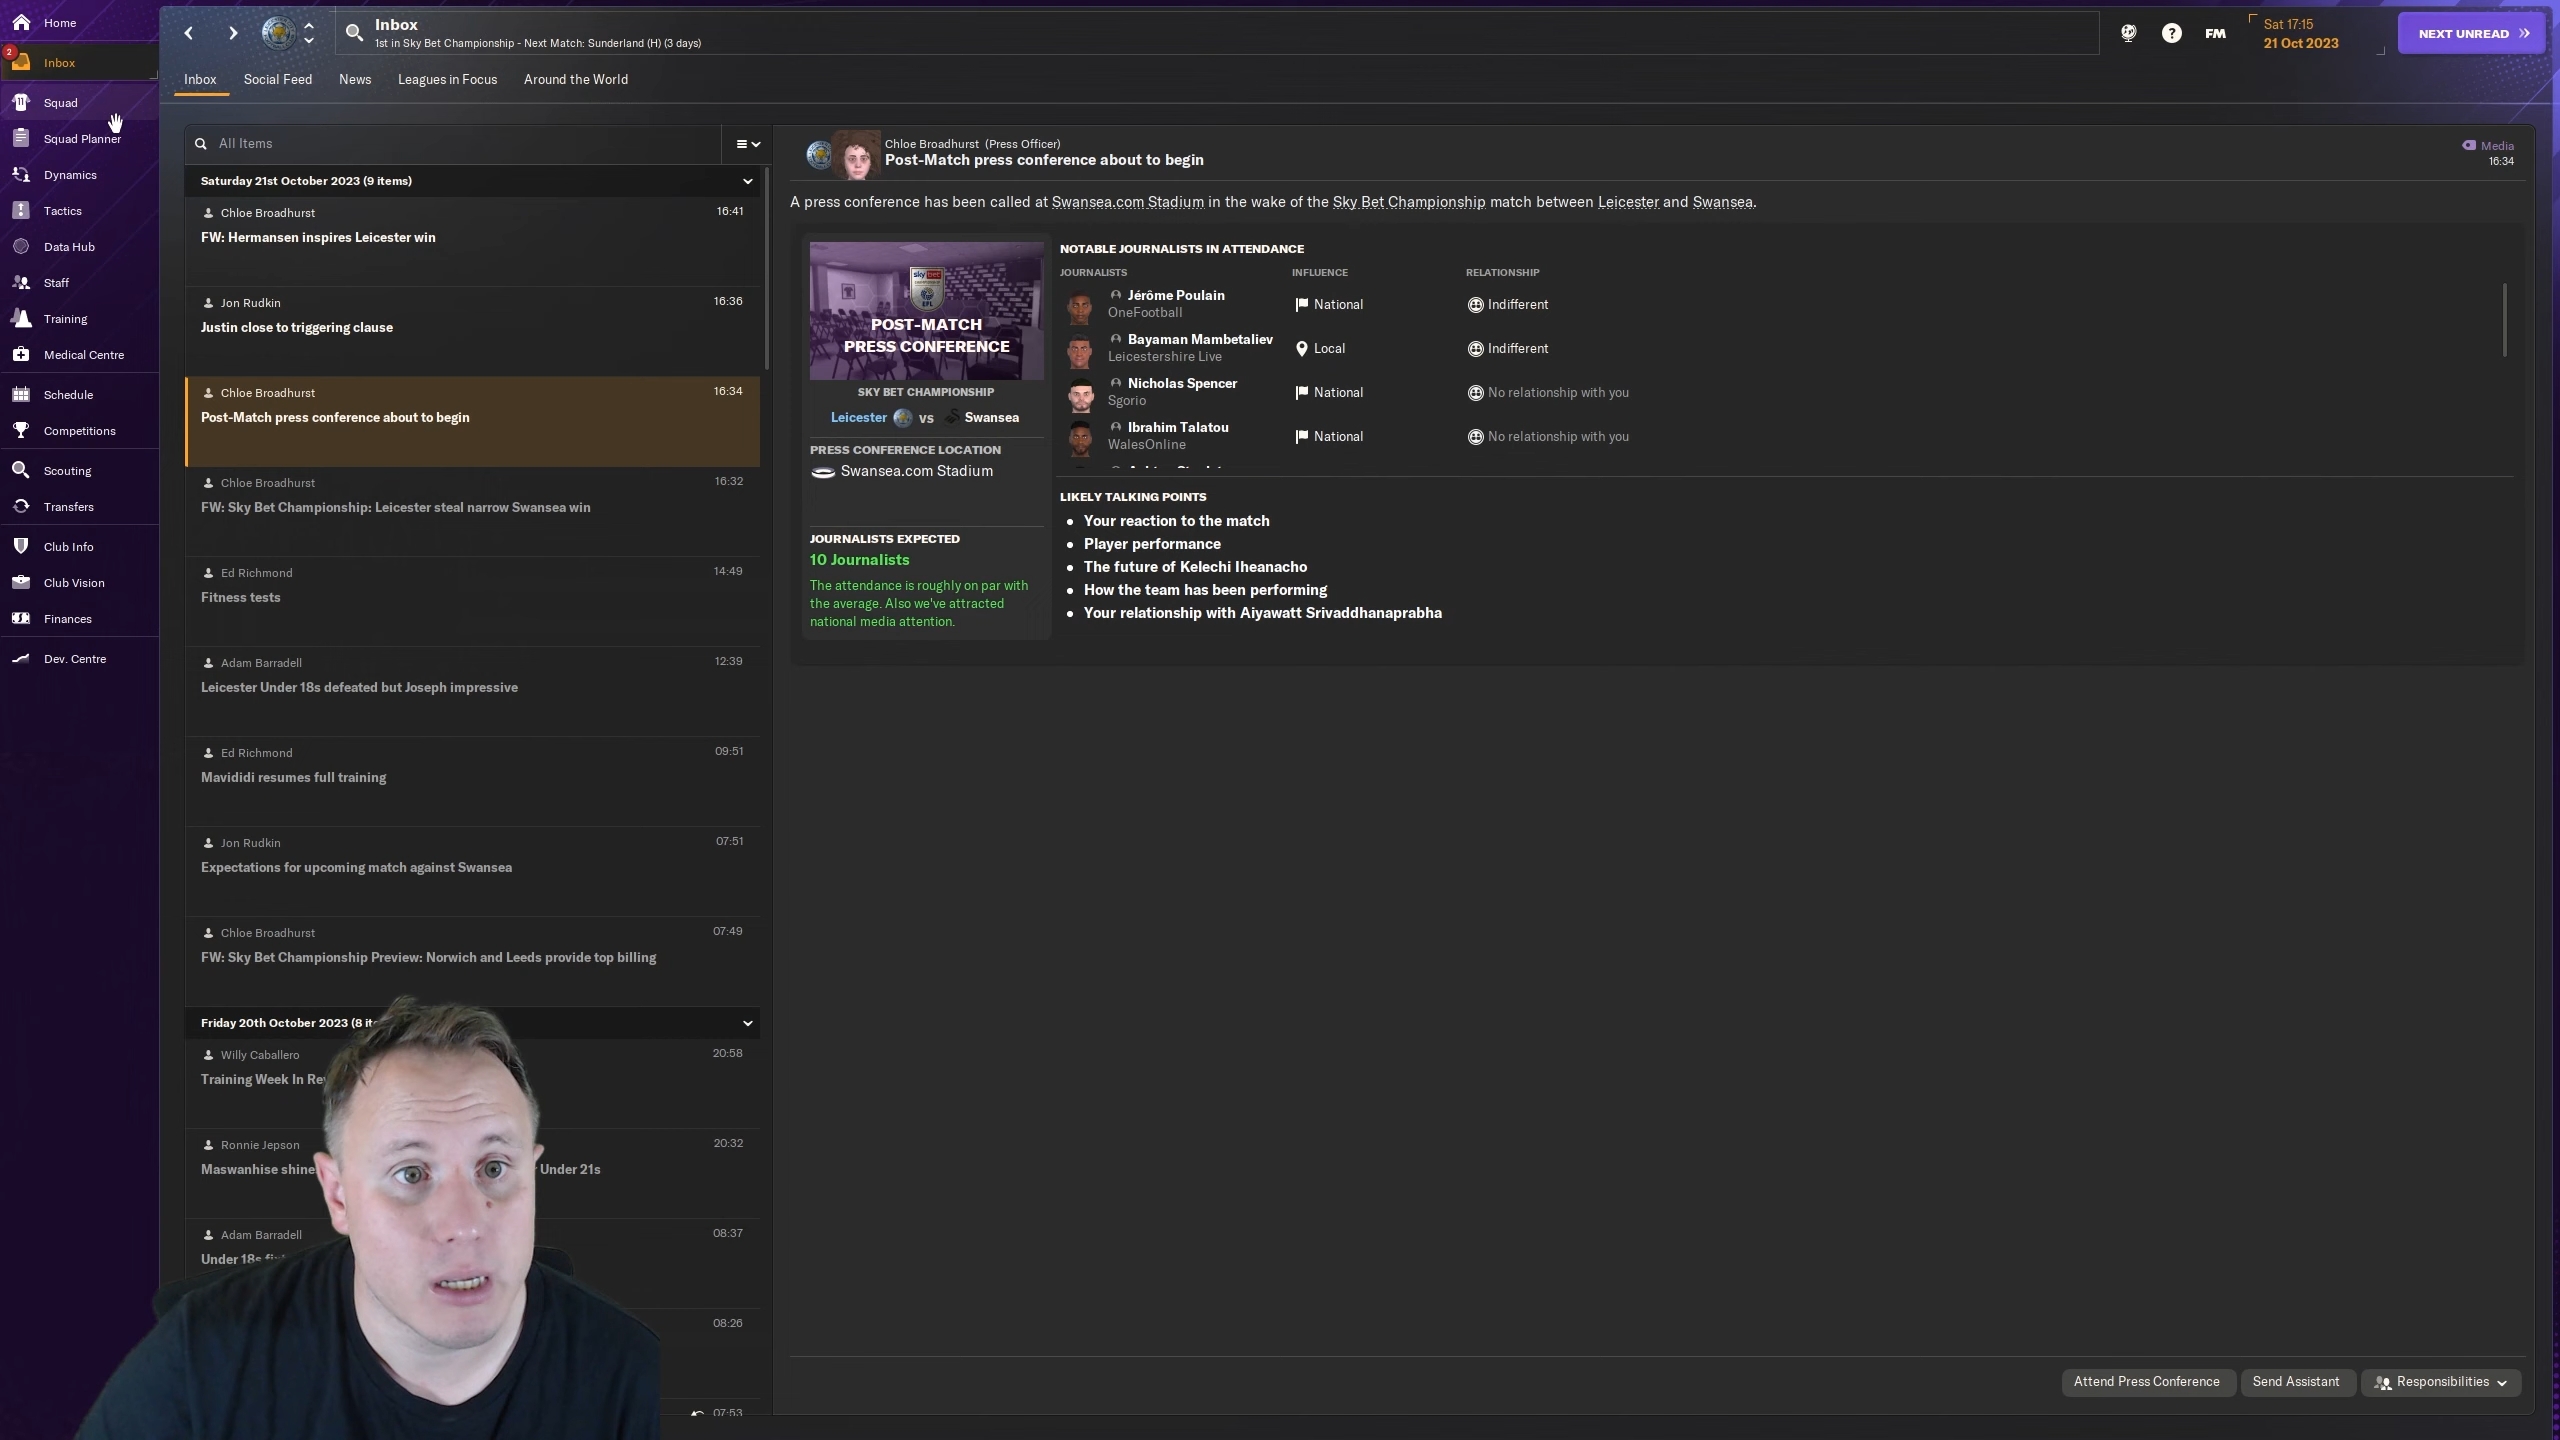 Home
2
Inbox
Squad
Squad Planner
Dynamics
Tactics
Data Hub
Staff
Training
Medical Centre
Schedule
Competitions
Scouting
Transfers
Club Info
Club Vision
Finances
Dev. Centre
Inbox
1st in Sky Bet Championship - Next Match: Sunderland (H) (3 days)
FM
Sat 17:15
21 Oct 2023
NEXT UNREAD
Inbox Social Feed News Leagues in Focus Around the World
All Items
Saturday 21st October 2023 (9 items)
Chloe Broadhurst 16:41
FW: Hermansen inspires Leicester win
Jon Rudkin 16:36
Justin close to triggering clause
Chloe Broadhurst 16:34
Post-Match press conference about to begin
Chloe Broadhurst 16:32
FW: Sky Bet Championship: Leicester steal narrow Swansea win
Ed Richmond 14:49
Fitness tests
Adam Barradell 12:39
Leicester Under 18s defeated but Joseph impressive
Ed Richmond 09:51
Mavididi resumes full training
Jon Rudkin 07:51
Expectations for upcoming match against Swansea
Chloe Broadhurst 07:49
FW: Sky Bet Championship Preview: Norwich and Leeds provide top billing
Friday 20th October 2023 (8
Willy Caballero 20:58
Training Week In
Ronnie Jepson 20:32
Maswanhise Under 21s
Adam Barradell 08:37
Under 18s
08:26
07:53
Chloe Broadhurst (Press Officer)
Post-Match press conference about to begin
Media
16:34
A press conference has been called at Swansea.com Stadium in the wake of the Sky Bet Championship match between Leicester and Swansea.
sky bet
EFL
POST-MATCH
PRESS CONFERENCE
SKY BET CHAMPIONSHIP
Leicester vs Swansea
PRESS CONFERENCE LOCATION
Swansea.com Stadium
JOURNALISTS EXPECTED
10 Journalists
The attendance is roughly on par with
the average. Also we've attracted
national media attention.
NOTABLE JOURNALISTS IN ATTENDANCE
JOURNALISTS INFLUENCE RELATIONSHIP
Jérôme Poulain National Indifferent
OneFootball
Bayaman Mambetaliev Local Indifferent
Leicestershire Live
Nicholas Spencer National No relationship with you
Sgorio
Ibrahim Talatou National No relationship with you
WalesOnline
LIKELY TALKING POINTS
• Your reaction to the match
• Player performance
• The future of Kelechi Iheanacho
• How the team has been performing
• Your relationship with Aiyawatt Srivaddhanaprabha
Attend Press Conference Send Assistant Responsibilities